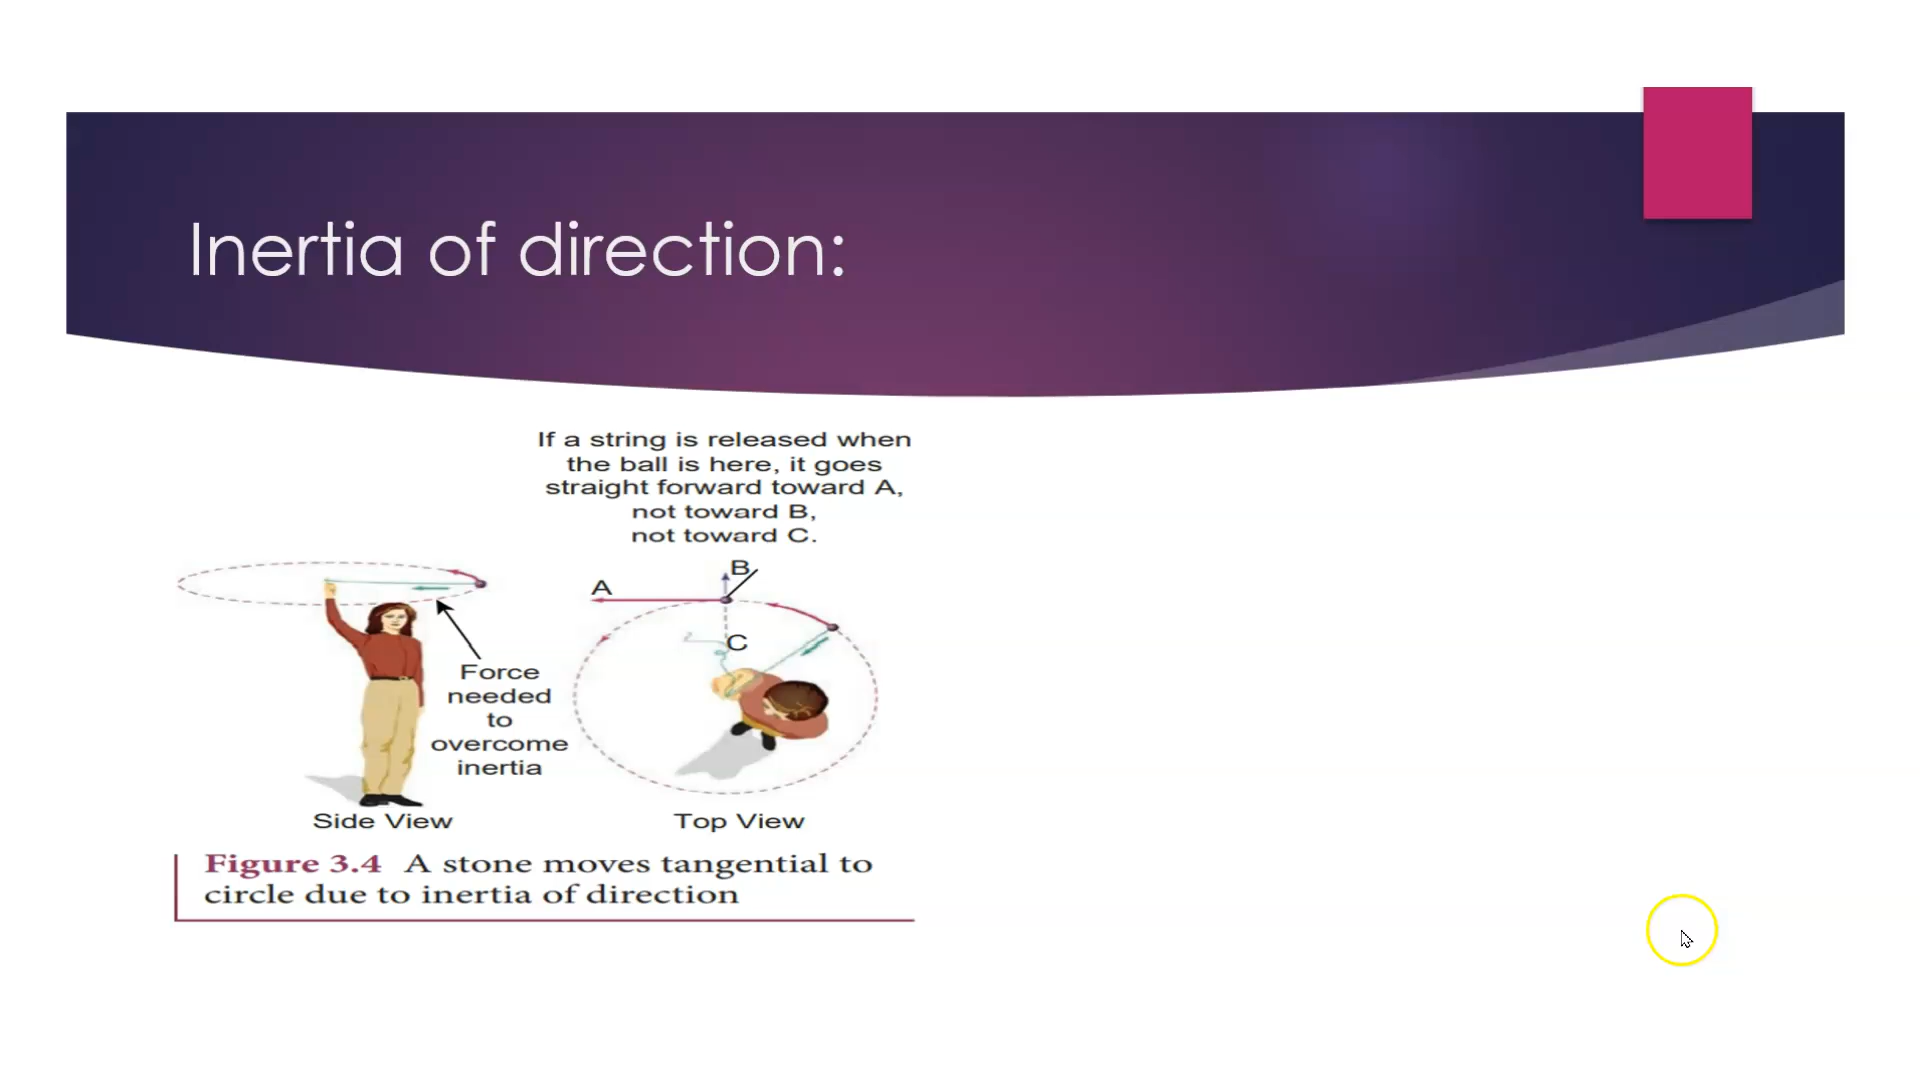 Inertia of direction:
If a string is released when
the ball is here, it goes
straight forward toward A,
not toward B,
not toward C.
B
A
C
Force
needed
to
overcome
inertia
Side View
Top View
Figure 3.4 A stone moves tangential to
circle due to inertia of direction